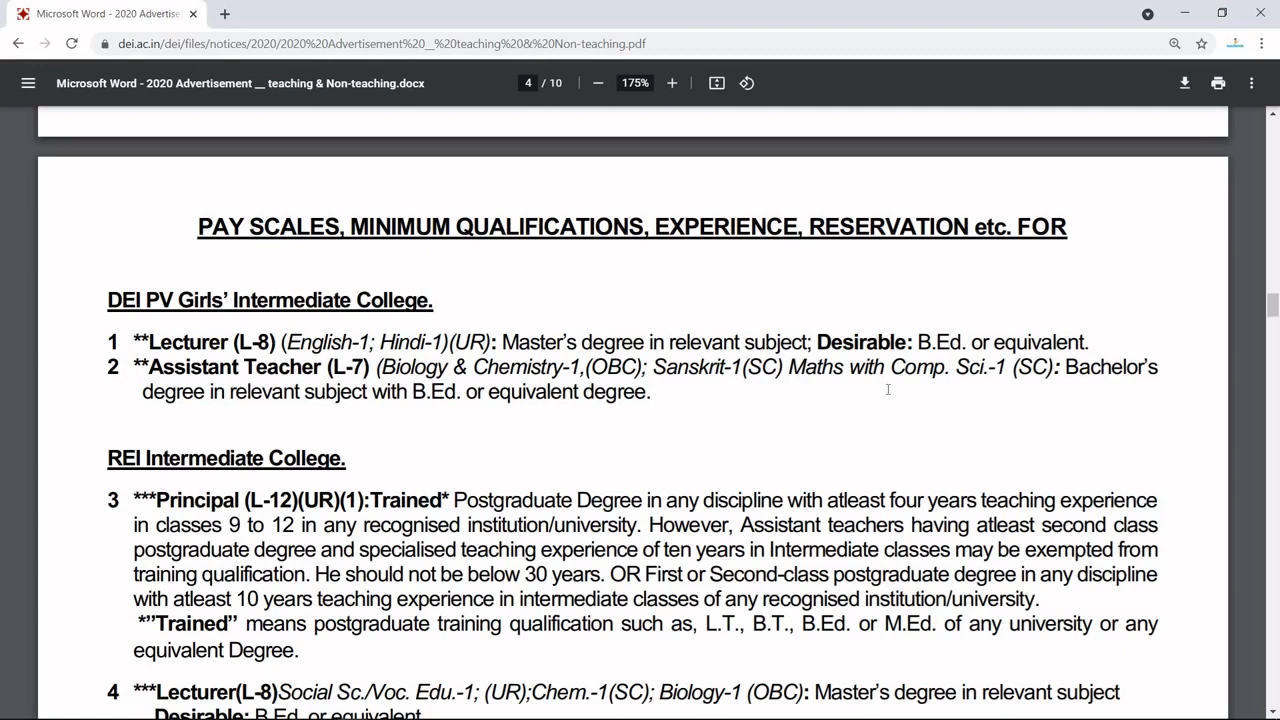 Microsoft Word - 2020 Advertise
dei.ac.in/dei/files/notices/2020/2020%20Advertisement%20__%20teaching%20&%20Non-teaching.pdf
Microsoft Word - 2020 Advertisement __ teaching & Non-teaching.docx
4 / 10
175%
PAY SCALES, MINIMUM QUALIFICATIONS, EXPERIENCE, RESERVATION etc. FOR
DEI PV Girls’ Intermediate College.
1 **Lecturer (L-8) (English-1; Hindi-1)(UR): Master’s degree in relevant subject; Desirable: B.Ed. or equivalent.
2 **Assistant Teacher (L-7) (Biology & Chemistry-1,(OBC); Sanskrit-1(SC) Maths with Comp. Sci.-1 (SC): Bachelor’s
degree in relevant subject with B.Ed. or equivalent degree.
REI Intermediate College.
3 ***Principal (L-12)(UR)(1):Trained* Postgraduate Degree in any discipline with atleast four years teaching experience
in classes 9 to 12 in any recognised institution/university. However, Assistant teachers having atleast second class
postgraduate degree and specialised teaching experience of ten years in Intermediate classes may be exempted from
training qualification. He should not be below 30 years. OR First or Second-class postgraduate degree in any discipline
with atleast 10 years teaching experience in intermediate classes of any recognised institution/university.
*”Trained” means postgraduate training qualification such as, L.T., B.T., B.Ed. or M.Ed. of any university or any
equivalent Degree.
4 ***Lecturer(L-8)Social Sc./Voc. Edu.-1; (UR);Chem.-1(SC); Biology-1 (OBC): Master’s degree in relevant subject
Desirable: B.Ed. or equivalent